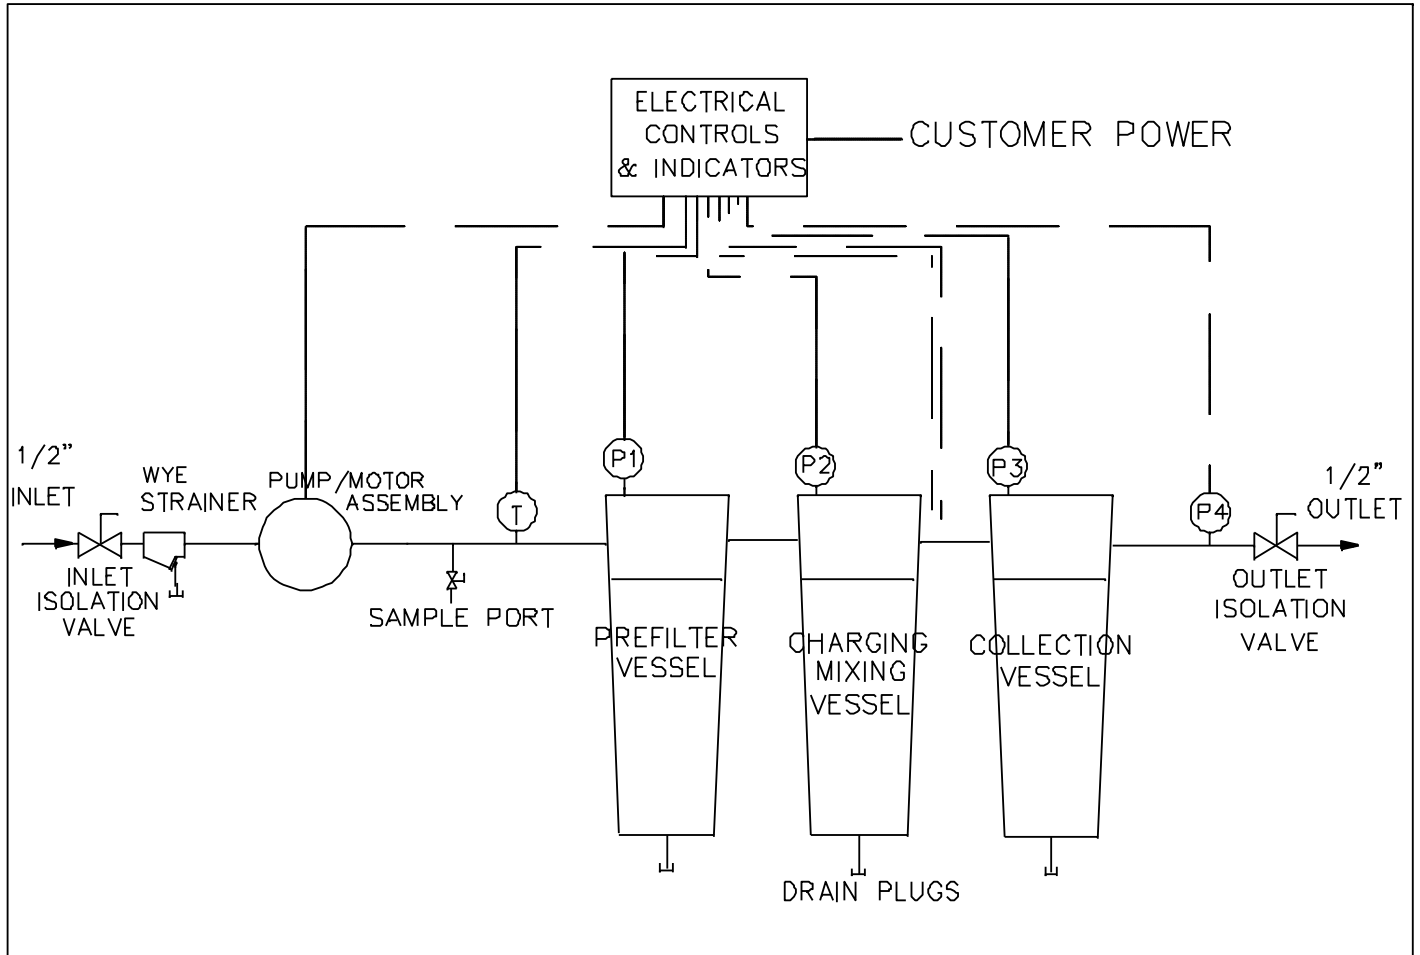 ELECTRICAL
CONTROLS
& INDICATORS
CUSTOMER POWER
1/2"
INLET
WYE
STRAINER
PUMP/MOTOR
ASSEMBLY
T
P1
P2
P3
P4
1/2"
OUTLET
INLET
ISOLATION
VALVE
SAMPLE PORT
PREFILTER
VESSEL
CHARGING
MIXING
VESSEL
COLLECTION
VESSEL
OUTLET
ISOLATION
VALVE
DRAIN PLUGS